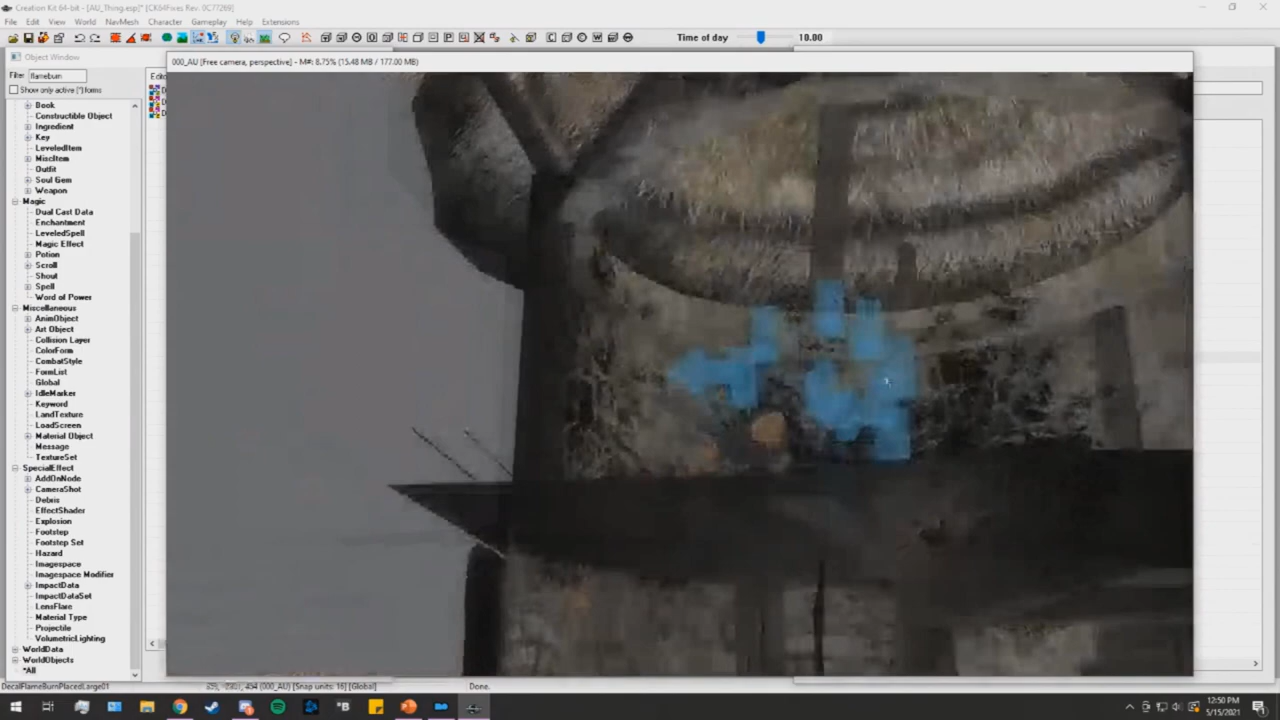 Creation Kit 64-bit - [AU_Thing.esp]* [CK64Fixes Rev. 0C77269]
File Edit View World NavMesh Character Gameplay Help Extensions
Time of day 10.00
Object Window
000_AU [Free camera, perspective] - M#: 8.75% (15.48 MB / 177.00 MB)
Filter flameburn
Show only active (*) forms
Book
Constructible Object
Ingredient
Key
LeveledItem
MiscItem
Outfit
Soul Gem
Weapon
Magic
Dual Cast Data
Enchantment
LeveledSpell
Magic Effect
Potion
Scroll
Shout
Spell
Word of Power
Miscellaneous
AnimObject
Art Object
Collision Layer
ColorForm
CombatStyle
FormList
Global
IdleMarker
Keyword
LandTexture
LoadScreen
Material Object
Message
TextureSet
SpecialEffect
AddOnNode
CameraShot
Debris
EffectShader
Explosion
Footstep
Footstep Set
Hazard
Imagespace
Imagespace Modifier
ImpactData
ImpactDataSet
LensFlare
Material Type
Projectile
VolumetricLighting
WorldData
WorldObjects
*All
DecalFlameBurnPlacedLarge01
(000_AU) [Snap units: 16] [Global]
Done.
12:50 PM
5/15/2021